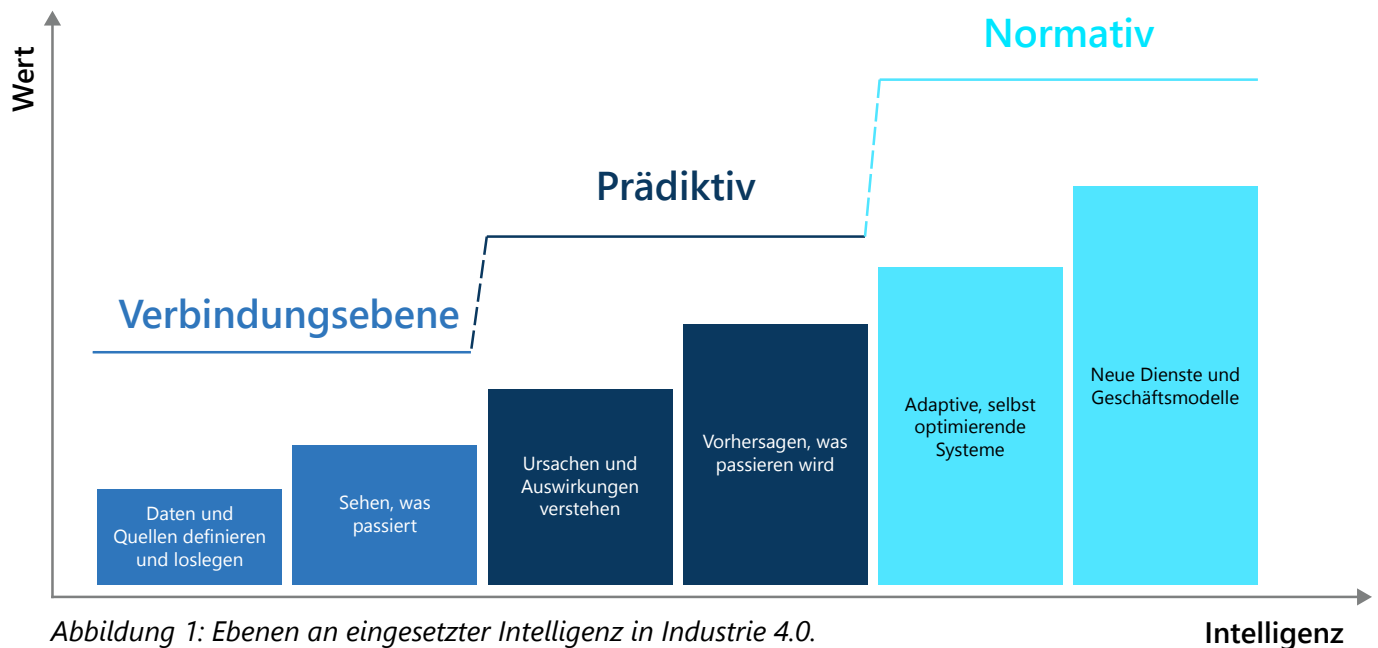 Normativ
Wert
Prädiktiv
Verbindungsebene
Daten und
Quellen definieren
und loslegen
Sehen, was
passiert
Ursachen und
Auswirkungen
verstehen
Vorhersagen, was
passieren wird
Adaptive, selbst
optimierende
Systeme
Neue Dienste und
Geschäftsmodelle
Abbildung 1: Ebenen an eingesetzter Intelligenz in Industrie 4.0.
Intelligenz